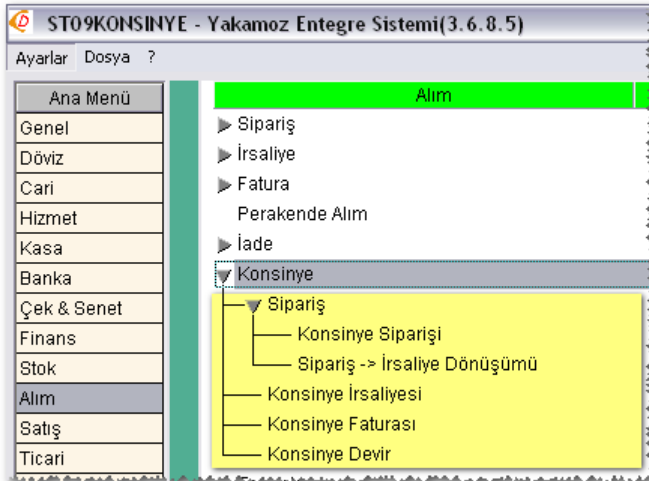 ST09KONSINYE - Yakamoz Entegre Sistemi(3.6.8.5)
Ayarlar Dosya ?
Ana Menü
Genel
Döviz
Cari
Hizmet
Kasa
Banka
Çek & Senet
Finans
Stok
Alım
Satış
Ticari
Alım
Sipariş
İrsaliye
Fatura
Perakende Alım
İade
Konsinye
Sipariş
Konsinye Siparişi
Sipariş -> İrsaliye Dönüşümü
Konsinye İrsaliyesi
Konsinye Faturası
Konsinye Devir